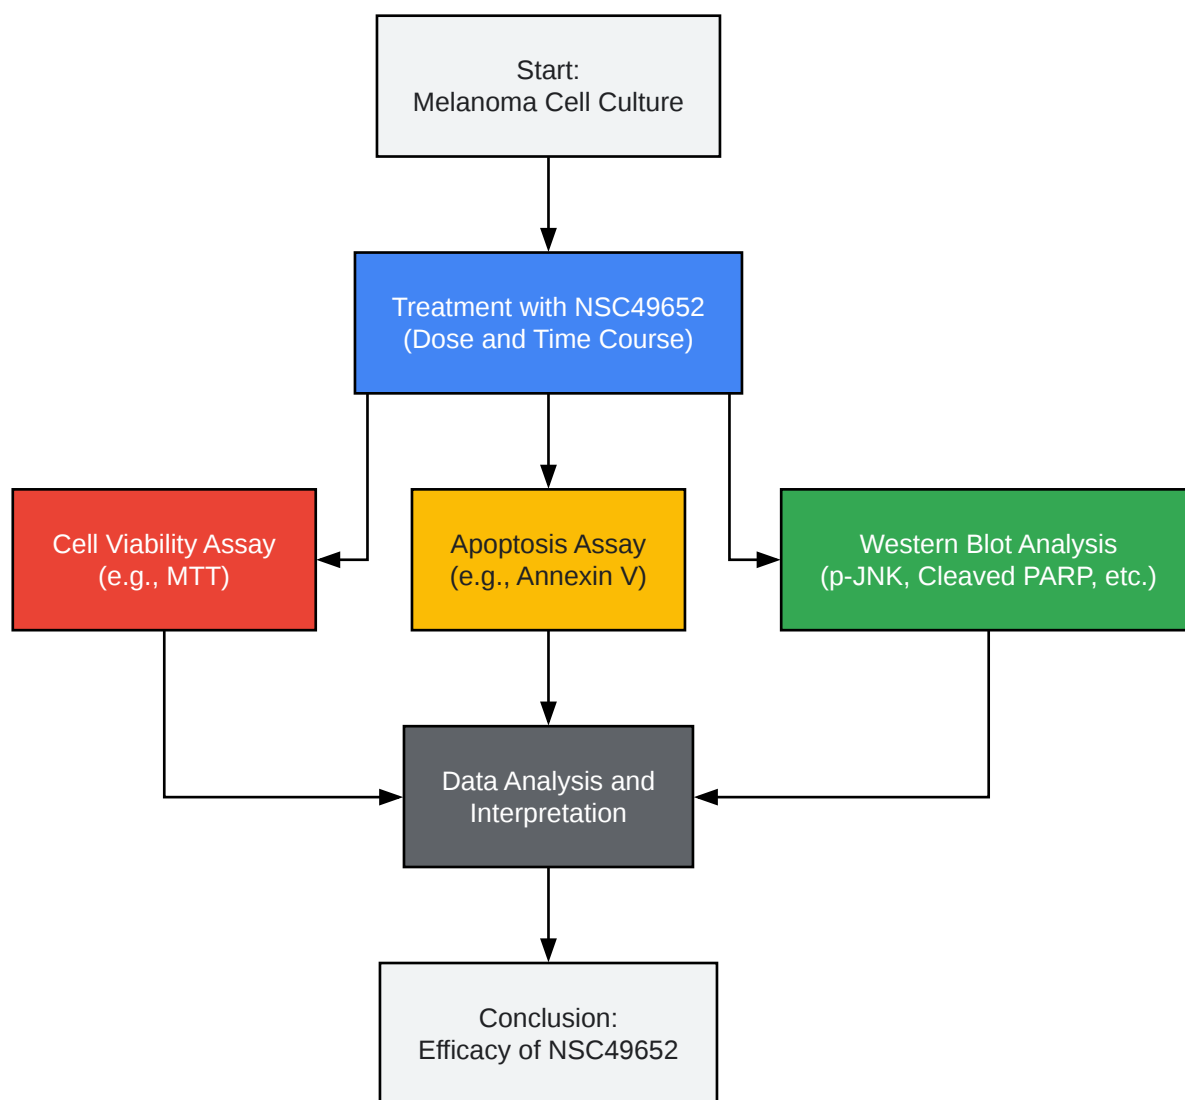 Start:
Melanoma Cell Culture
Treatment with NSC49652
(Dose and Time Course)
Cell Viability Assay
(e.g., MTT)
Apoptosis Assay
(e.g., Annexin V)
Western Blot Analysis
(p-JNK, Cleaved PARP, etc.)
Data Analysis and
Interpretation
Conclusion:
Efficacy of NSC49652